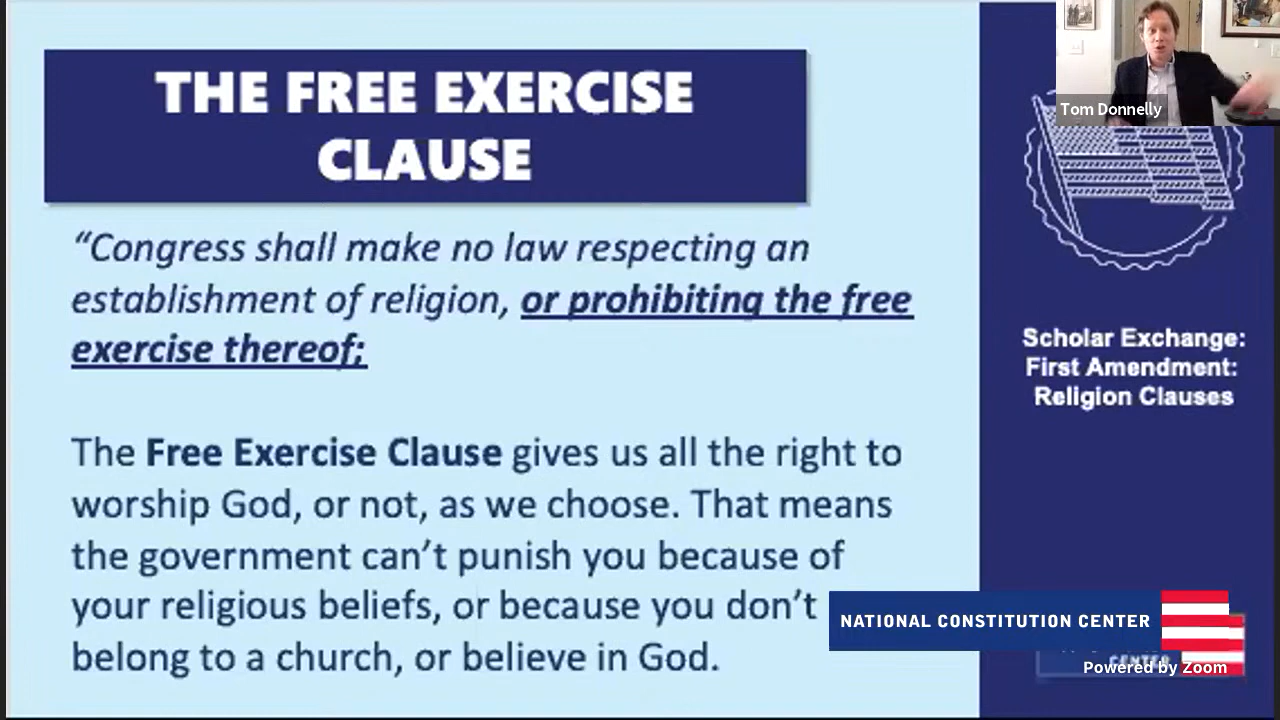 THE FREE EXERCISE
CLAUSE
“Congress shall make no law respecting an
establishment of religion, or prohibiting the free
exercise thereof;
The Free Exercise Clause gives us all the right to
worship God, or not, as we choose. That means
the government can’t punish you because of
your religious beliefs, or because you don’t
belong to a church, or believe in God.
Tom Donnelly
Scholar Exchange:
First Amendment:
Religion Clauses
NATIONAL CONSTITUTION CENTER
CENTER
Powered by Zoom